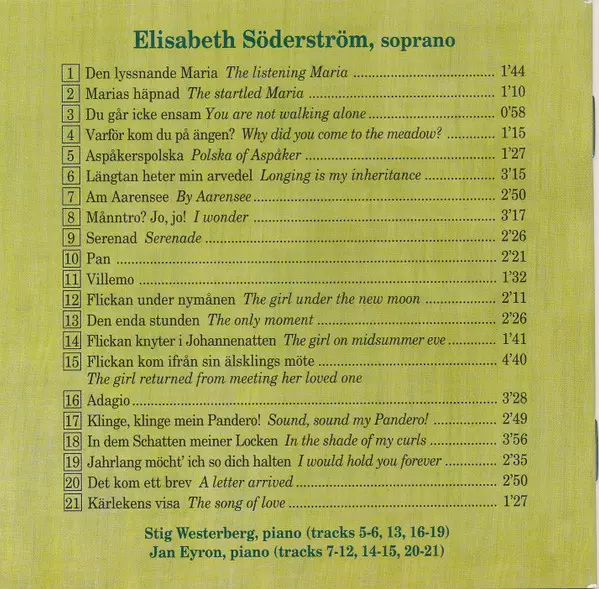 Elisabeth Söderström, soprano
1 Den lyssnande Maria The listening Maria 1'44
2 Marias häpnad The startled Maria 1'10
3 Du går icke ensam You are not walking alone 0'58
4 Varför kom du på ängen? Why did you come to the meadow? 1'15
5 Aspåkerspolska Polska of Aspåker 1'27
6 Längtan heter min arvedel Longing is my inheritance 3'15
7 Am Aarensee By Aarensee 2'50
8 Månntro? Jo, jo! I wonder 3'17
9 Serenad Serenade 2'26
10 Pan 2'21
11 Villemo 1'32
12 Flickan under nymånen The girl under the new moon 2'11
13 Den enda stunden The only moment 2'26
14 Flickan knyter i Johannenatten The girl on midsummer eve 1'41
15 Flickan kom ifrån sin älsklings möte 4'40
The girl returned from meeting her loved one
16 Adagio 3'28
17 Klinge, klinge mein Pandero! Sound, sound my Pandero! 2'49
18 In dem Schatten meiner Locken In the shade of my curls 3'56
19 Jahrlang möcht' ich so dich halten I would hold you forever 2'35
20 Det kom ett brev A letter arrived 2'50
21 Kärlekens visa The song of love 1'27
Stig Westerberg, piano (tracks 5-6, 13, 16-19)
Jan Eyron, piano (tracks 7-12, 14-15, 20-21)